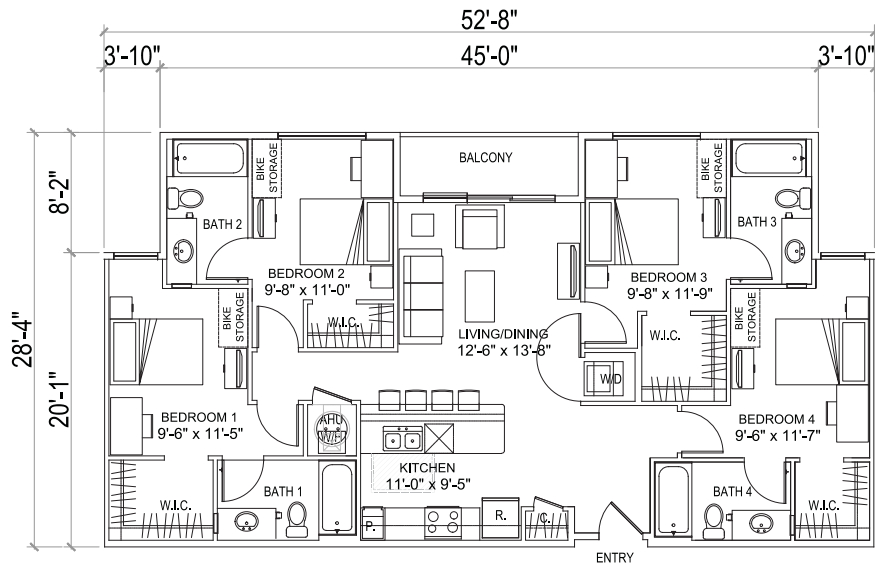 52'-8"
3'-10"
45'-0"
3'-10"
8'-2"
28'-4"
20'-1"
BALCONY
BIKE
STORAGE
BIKE
STORAGE
BATH 2
BATH 3
BEDROOM 2
9'-8" x 11'-0"
BEDROOM 3
9'-8" x 11'-9"
BIKE
STORAGE
BIKE
STORAGE
W.I.C.
LIVING/DINING
12'-6" x 13'-8"
W.I.C.
W/D
BEDROOM 1
9'-6" x 11'-5"
AHU
W/H
BEDROOM 4
9'-6" x 11'-7"
KITCHEN
11'-0" x 9'-5"
W.I.C.
BATH 1
BATH 4
W.I.C.
P.
R.
C.
ENTRY